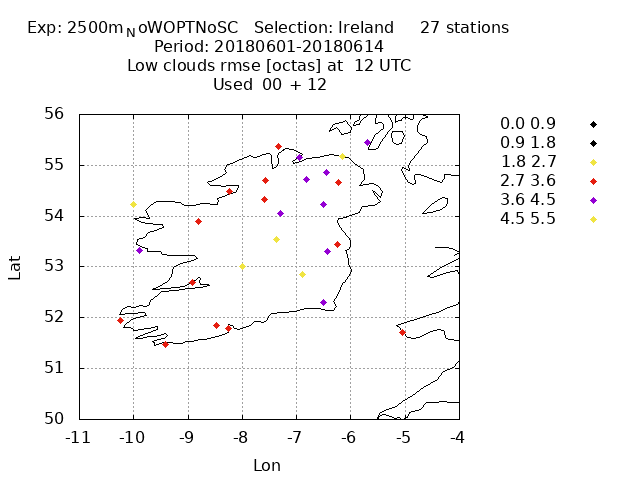 Exp: 2500m N oWOPTNoSC   Selection: Ireland     27 stations
Period: 20180601-20180614
Low clouds rmse [octas] at  12 UTC
Used  00 + 12
56
55
54
53
52
51
50
-11 -10 -9 -8 -7 -6 -5 -4
Lat
Lon
0.0 0.9
0.9 1.8
1.8 2.7
2.7 3.6
3.6 4.5
4.5 5.5